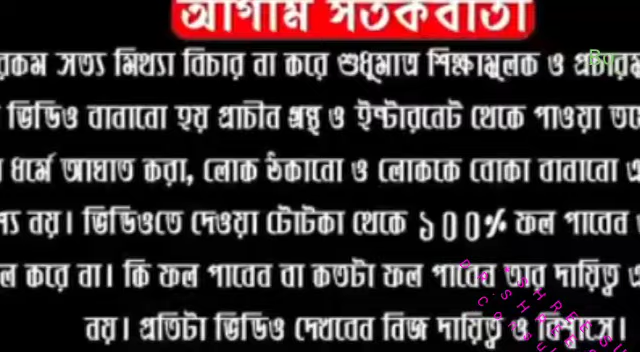 আগাম সতর্কবার্তা
রকম সত্য মিথ্যা বিচার না করে শুধুমাত্র শিক্ষামূলক ও প্রচারম
ভিডিও বানানো হয় প্রাচীন গ্রন্থ ও ইন্টারনেট থেকে পাওয়া তথ
ধর্মে আঘাত করা, লোক ঠকানো ও লোককে বোকা বানানো এ
শ্য নয়। ভিডিওতে দেওয়া টোটকা থেকে ১০০% ফল পাবেন
ল করে না। কি ফল পাবেন বা কতটা ফল পাবেন তার দায়িত্ব এ
নয়। প্রতিটা ভিডিও দেখবেন নিজ দায়িত্ব ও বিশ্বাসে।